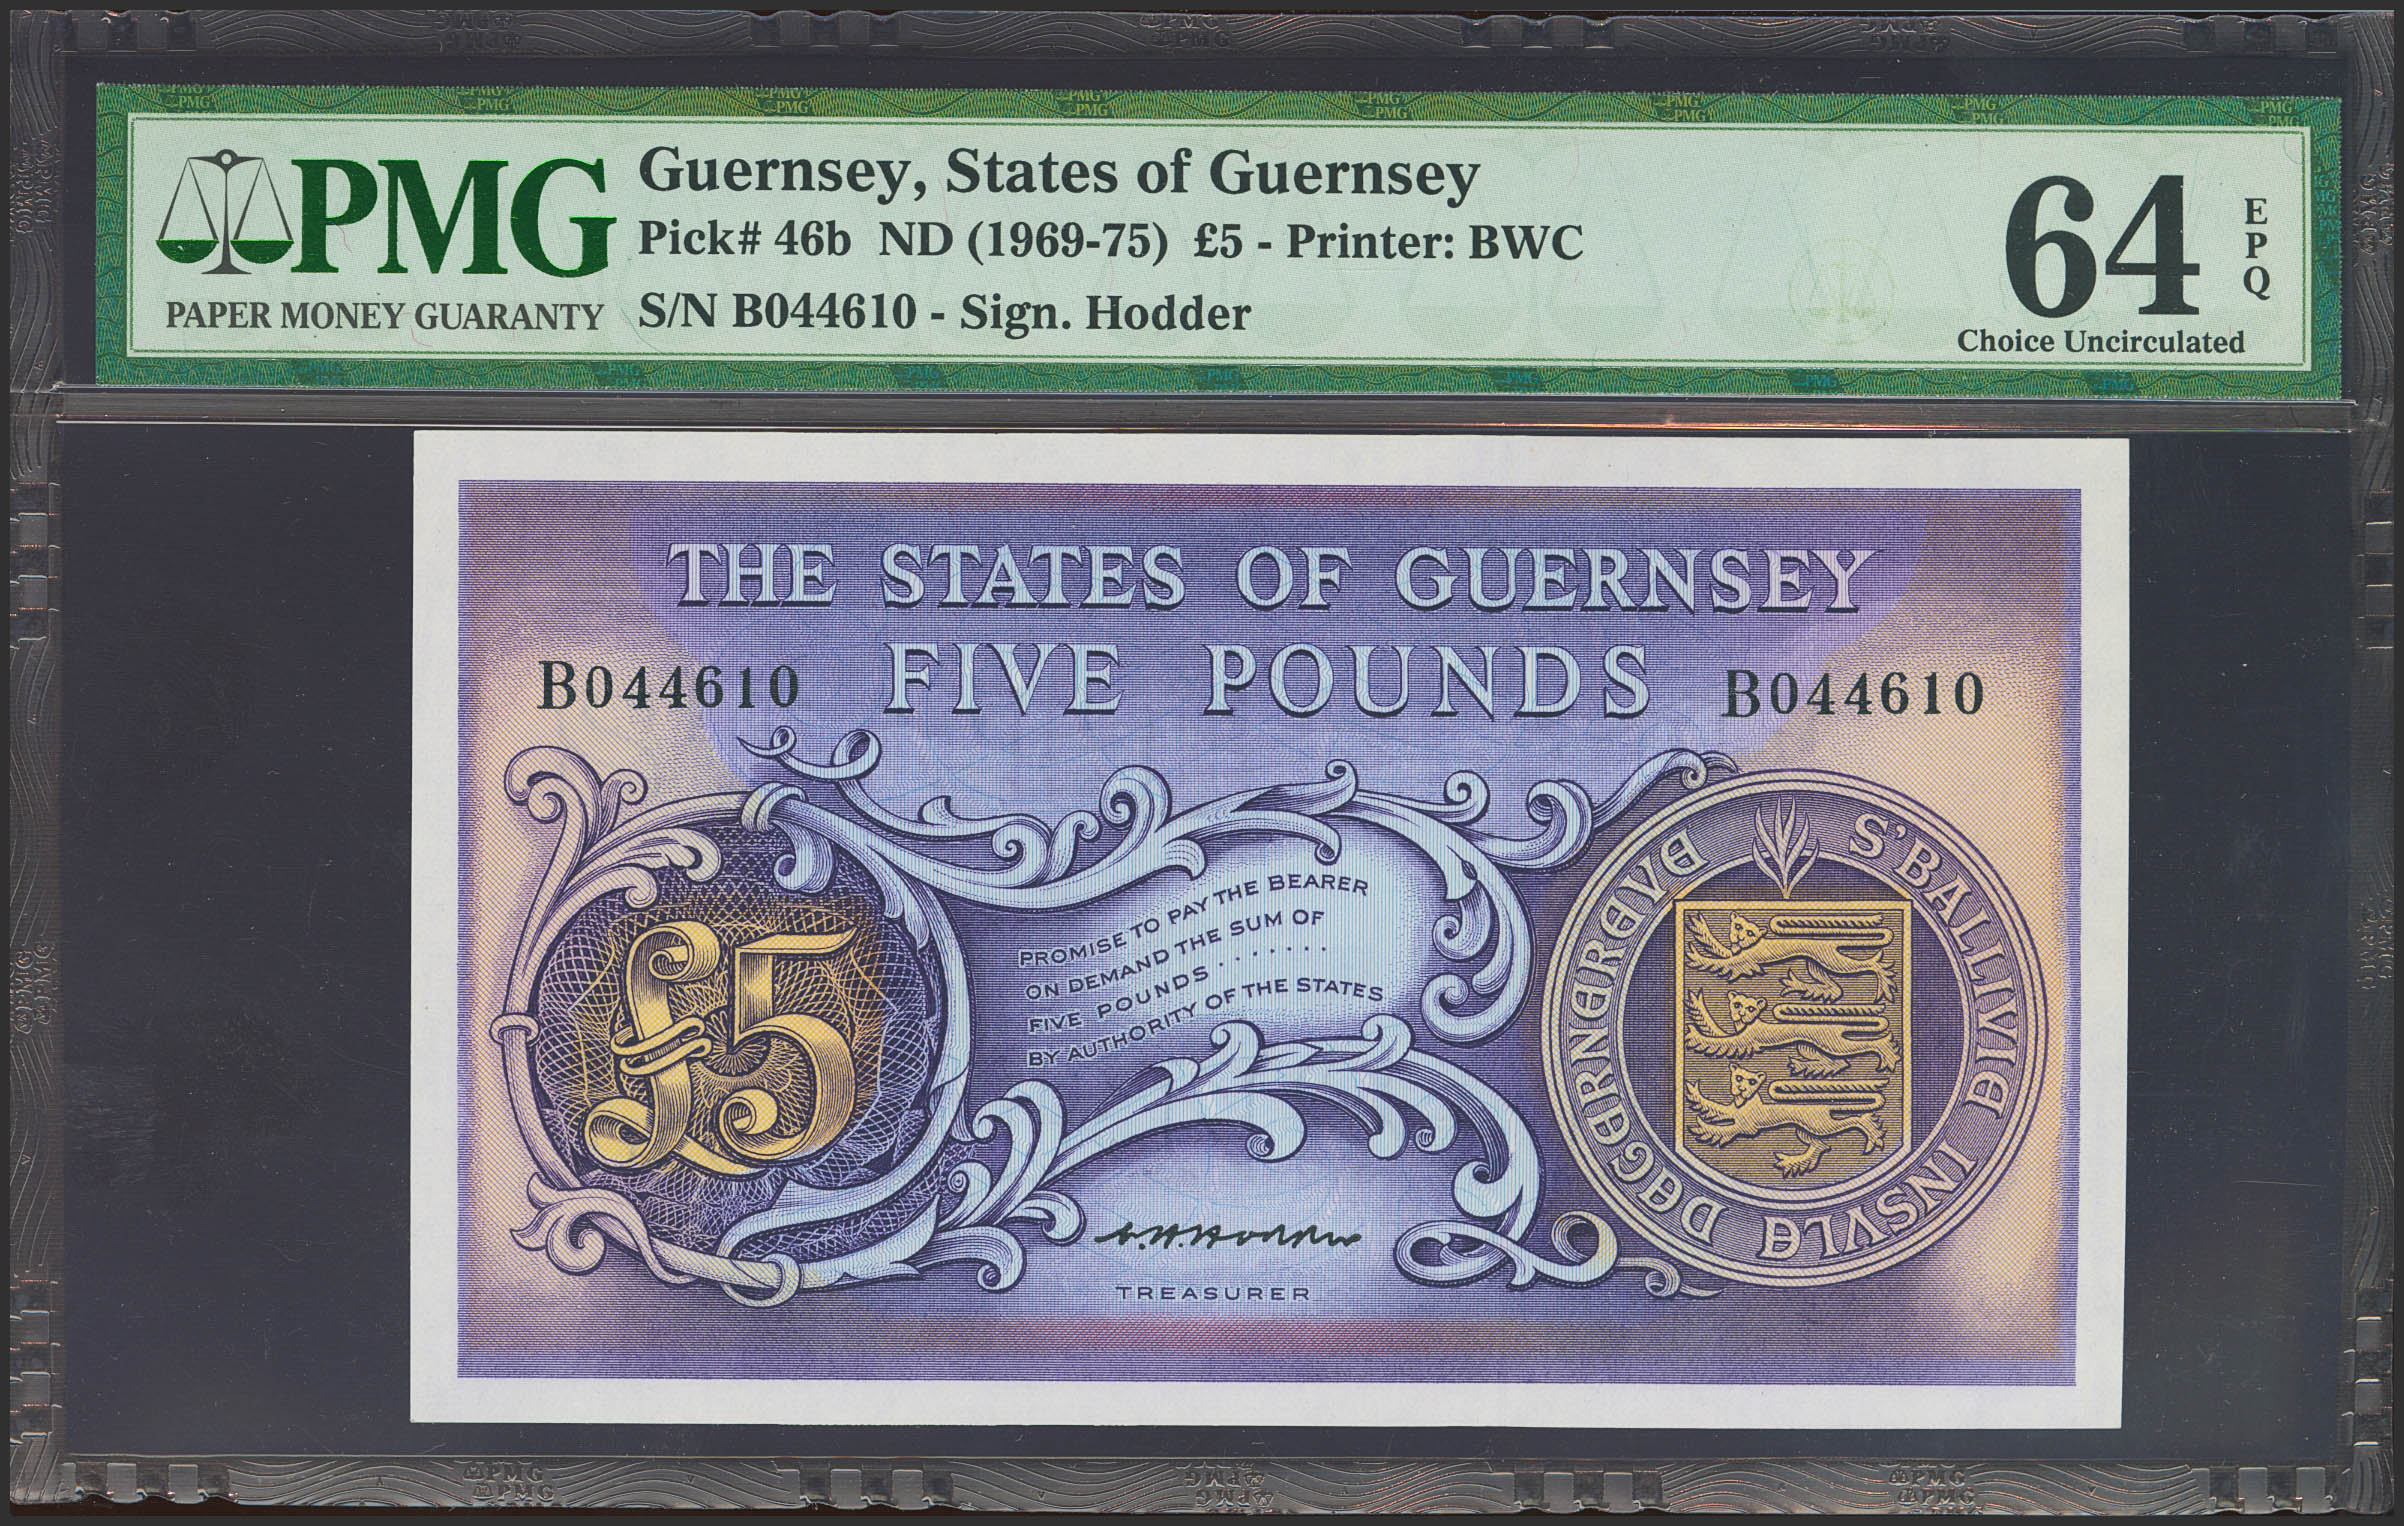 PMG
PAPER MONEY GUARANTY
Guernsey, States of Guernsey
Pick# 46b ND (1969-75) £5 - Printer: BWC
S/N B044610 - Sign. Hodder
64
EPQ
Choice Uncirculated
THE STATES OF GUERNSEY
FIVE POUNDS
B044610
B044610
PROMISE TO PAY THE BEARER
ON DEMAND THE SUM OF
FIVE POUNDS . . . . . . .
BY AUTHORITY OF THE STATES
£5
S'BALLIVIE INSVLE DEGERNEREYE
TREASURER